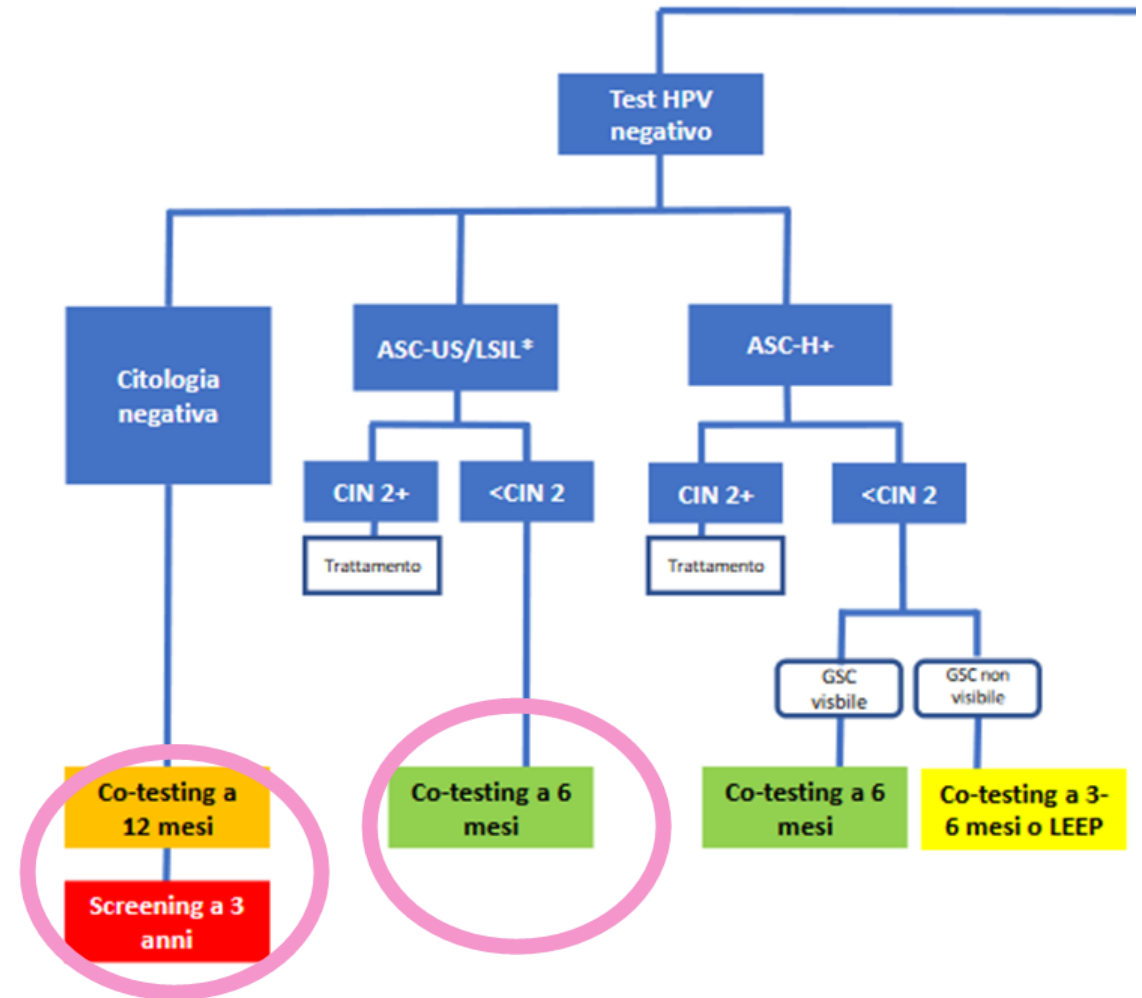 Test HPV
negativo
Citologia
negativa
ASC-US/LSIL*
ASC-H+
CIN 2+
<CIN 2
CIN 2+
<CIN 2
Trattamento
Trattamento
GSC
visbile
GSC non
visibile
Co-testing a
12 mesi
Co-testing a 6
mesi
Co-testing a 6
mesi
Co-testing a 3-
6 mesi o LEEP
Screening a 3
anni